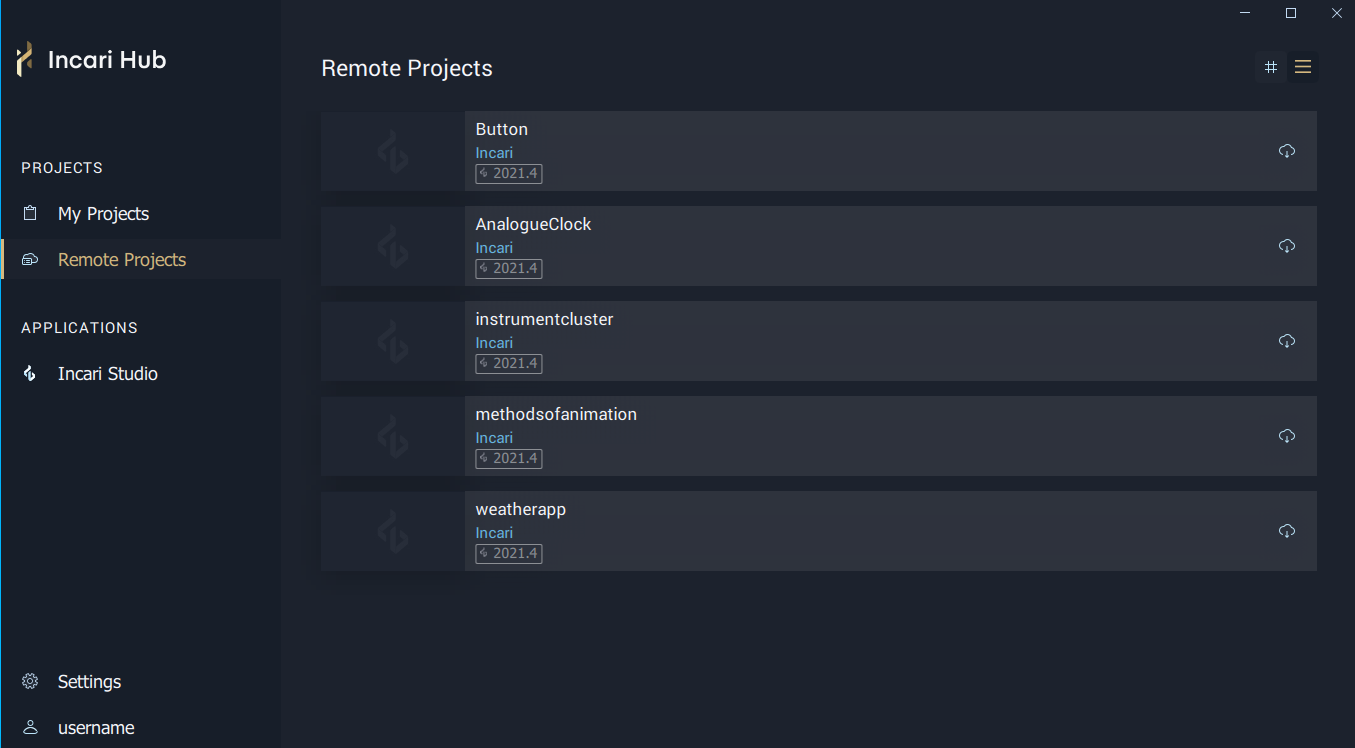 Incari Hub
PROJECTS
My Projects
Remote Projects
APPLICATIONS
Incari Studio
Settings
username
Remote Projects
Button
Incari
2021.4
AnalogueClock
Incari
2021.4
instrumentcluster
Incari
2021.4
methodsofanimation
Incari
2021.4
weatherapp
Incari
2021.4